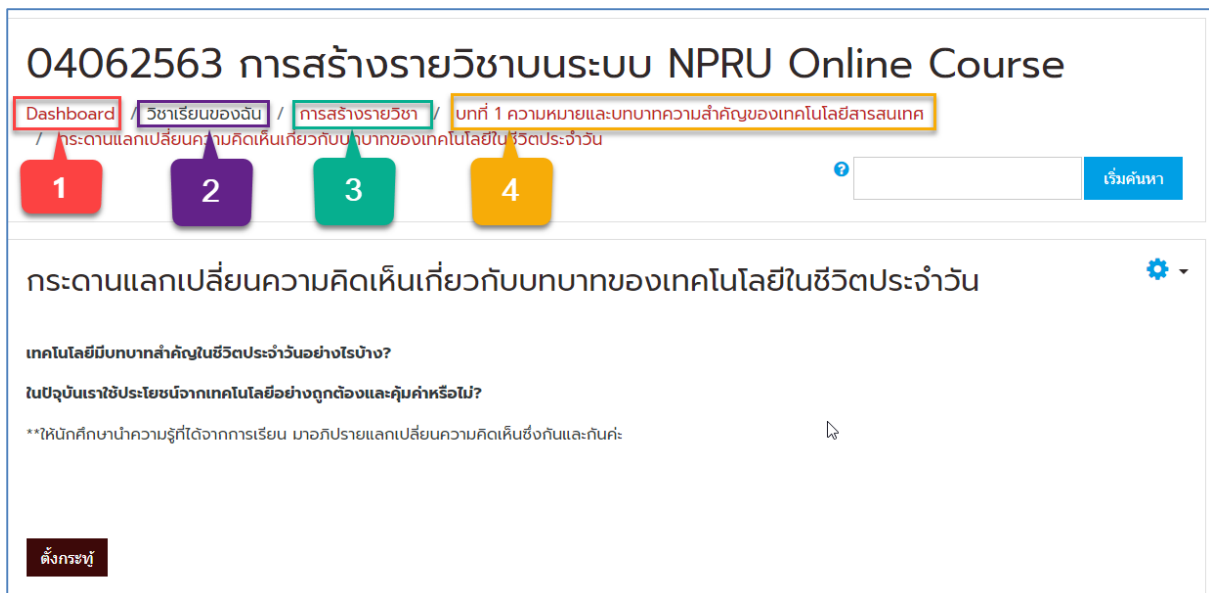 04062563 การสร้างรายวิชาบนระบบ NPRU Online Course
Dashboard / วิชาเรียนของฉัน / การสร้างรายวิชา / บทที่ 1 ความหมายและบทบาทความสำคัญของเทคโนโลยีสารสนเทศ
/ กระดานแลกเปลี่ยนความคิดเห็นเกี่ยวกับบทบาทของเทคโนโลยีในชีวิตประจำวัน
1 2 3 4
เริ่มค้นหา
กระดานแลกเปลี่ยนความคิดเห็นเกี่ยวกับบทบาทของเทคโนโลยีในชีวิตประจำวัน
เทคโนโลยีมีบทบาทสำคัญในชีวิตประจำวันอย่างไรบ้าง?
ในปัจจุบันเราใช้ประโยชน์จากเทคโนโลยีอย่างถูกต้องและคุ้มค่าหรือไม่?
**ให้นักศึกษานำความรู้ที่ได้จากการเรียน มาอภิปรายแลกเปลี่ยนความคิดเห็นซึ่งกันและกันค่ะ
ตั้งกระทู้